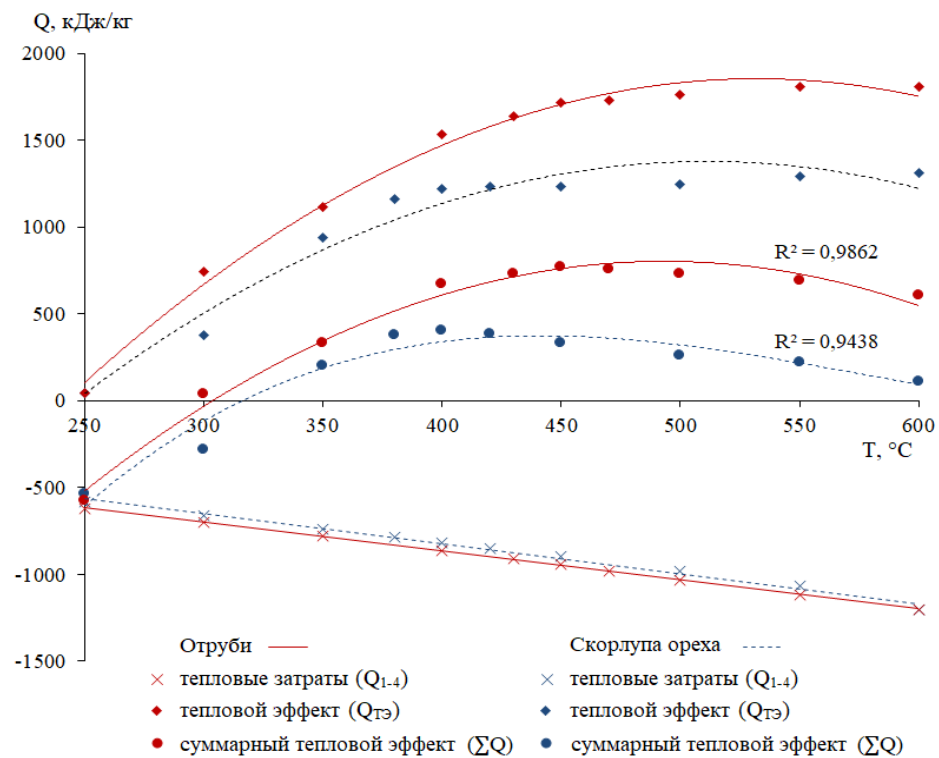 Q, кДж/кг
2000
1500
1000
R² = 0,9862
500
R² = 0,9438
0
250 300 350 400 450 500 550 600
T, °C
-500
-1000
-1500
Отруби
тепловые затраты (Q₁₋₄)
тепловой эффект (QТЭ)
суммарный тепловой эффект (∑Q)
Скорлупа ореха
тепловые затраты (Q₁₋₄)
тепловой эффект (QТЭ)
суммарный тепловой эффект (∑Q)